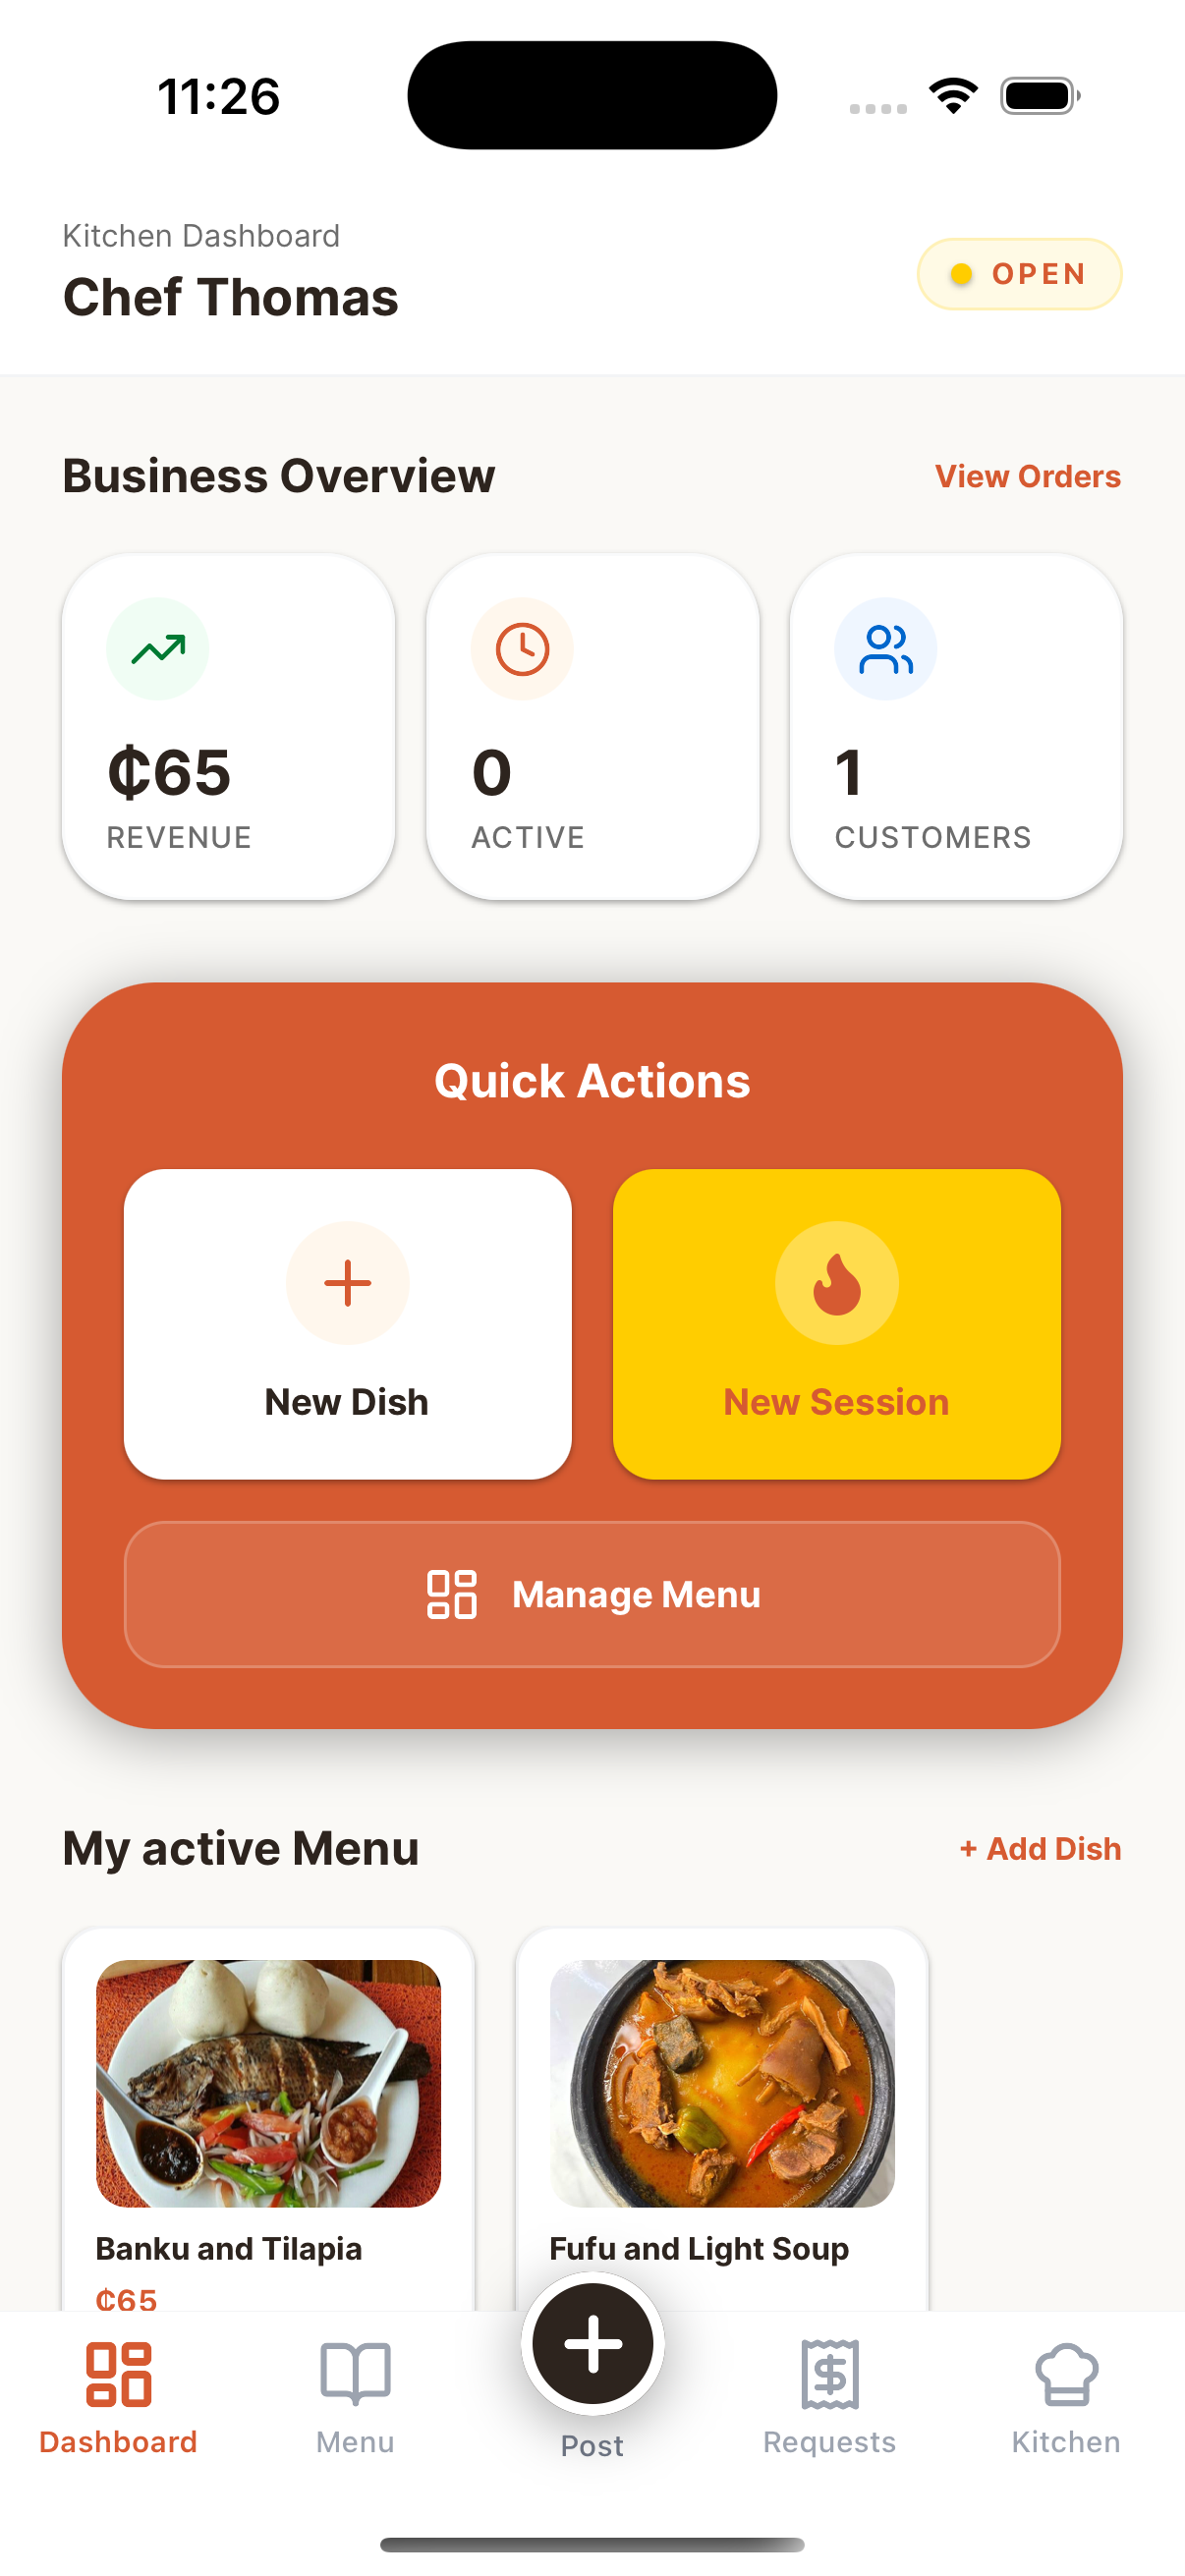 11:26
Kitchen Dashboard
Chef Thomas
OPEN
Business Overview
View Orders
₵65
REVENUE
0
ACTIVE
1
CUSTOMERS
Quick Actions
New Dish
New Session
Manage Menu
My active Menu
+ Add Dish
Banku and Tilapia
₵65
Fufu and Light Soup
Dashboard
Menu
Post
Requests
Kitchen